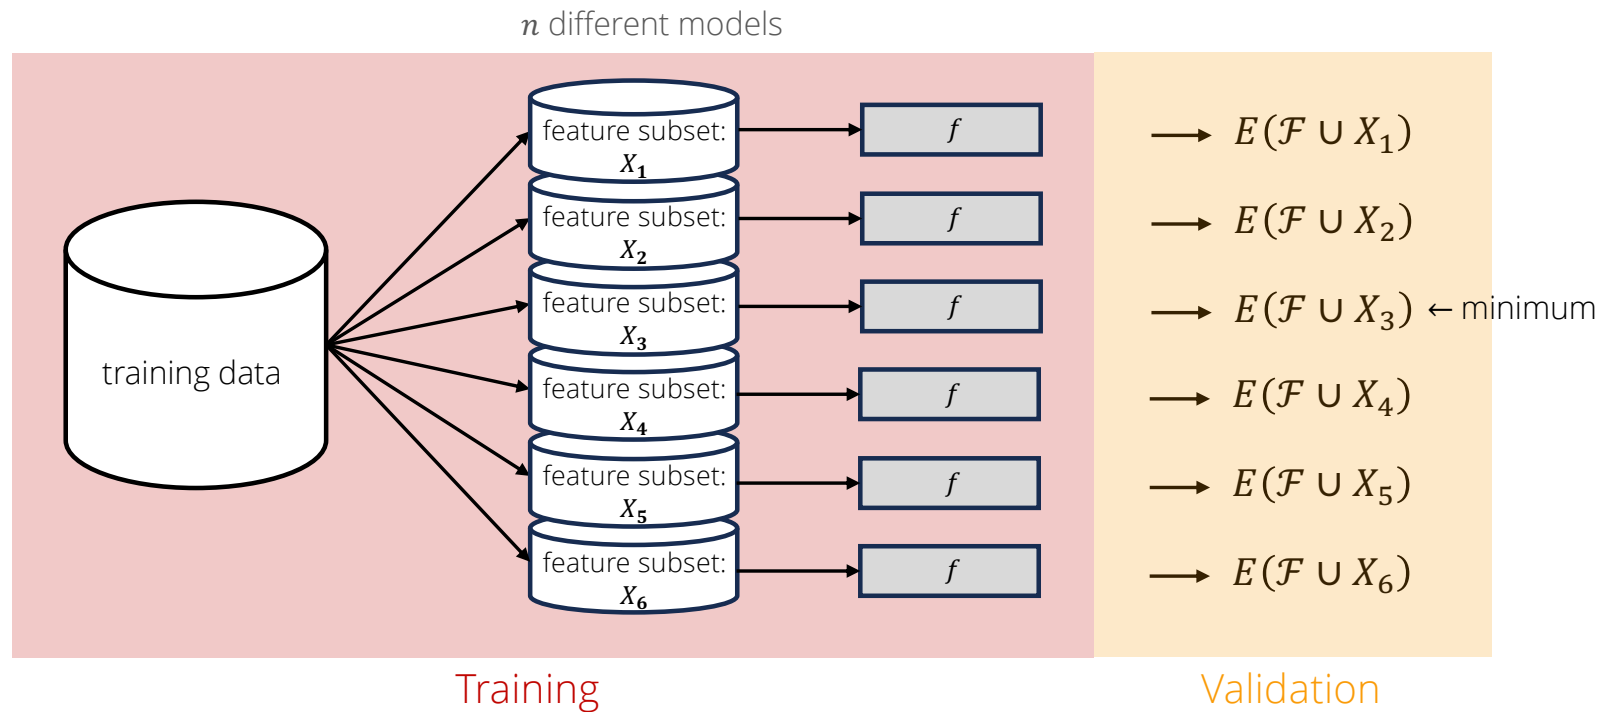 n different models
training data
feature subset:
X₁
f
→ E(ℱ ∪ X₁)
feature subset:
X₂
f
→ E(ℱ ∪ X₂)
feature subset:
X₃
f
→ E(ℱ ∪ X₃) ← minimum
feature subset:
X₄
f
→ E(ℱ ∪ X₄)
feature subset:
X₅
f
→ E(ℱ ∪ X₅)
feature subset:
X₆
f
→ E(ℱ ∪ X₆)
Training
Validation